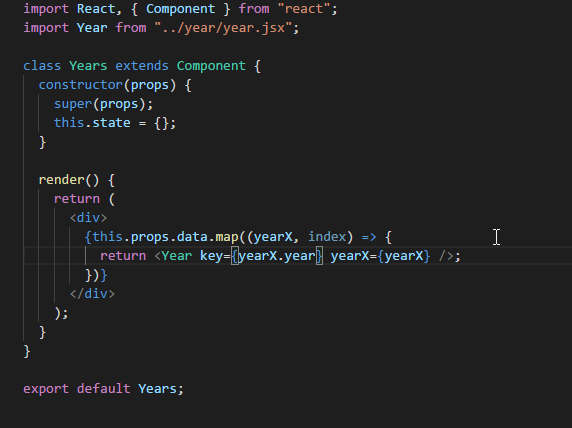 import React, { Component } from "react";
import Year from "../year/year.jsx";
class Years extends Component {
constructor(props) {
super(props);
this.state = {};
}
render() {
return (
<div>
{this.props.data.map((yearX, index) => {
return <Year key={yearX.year} yearX={yearX} />;
})}
</div>
);
}
}
export default Years;